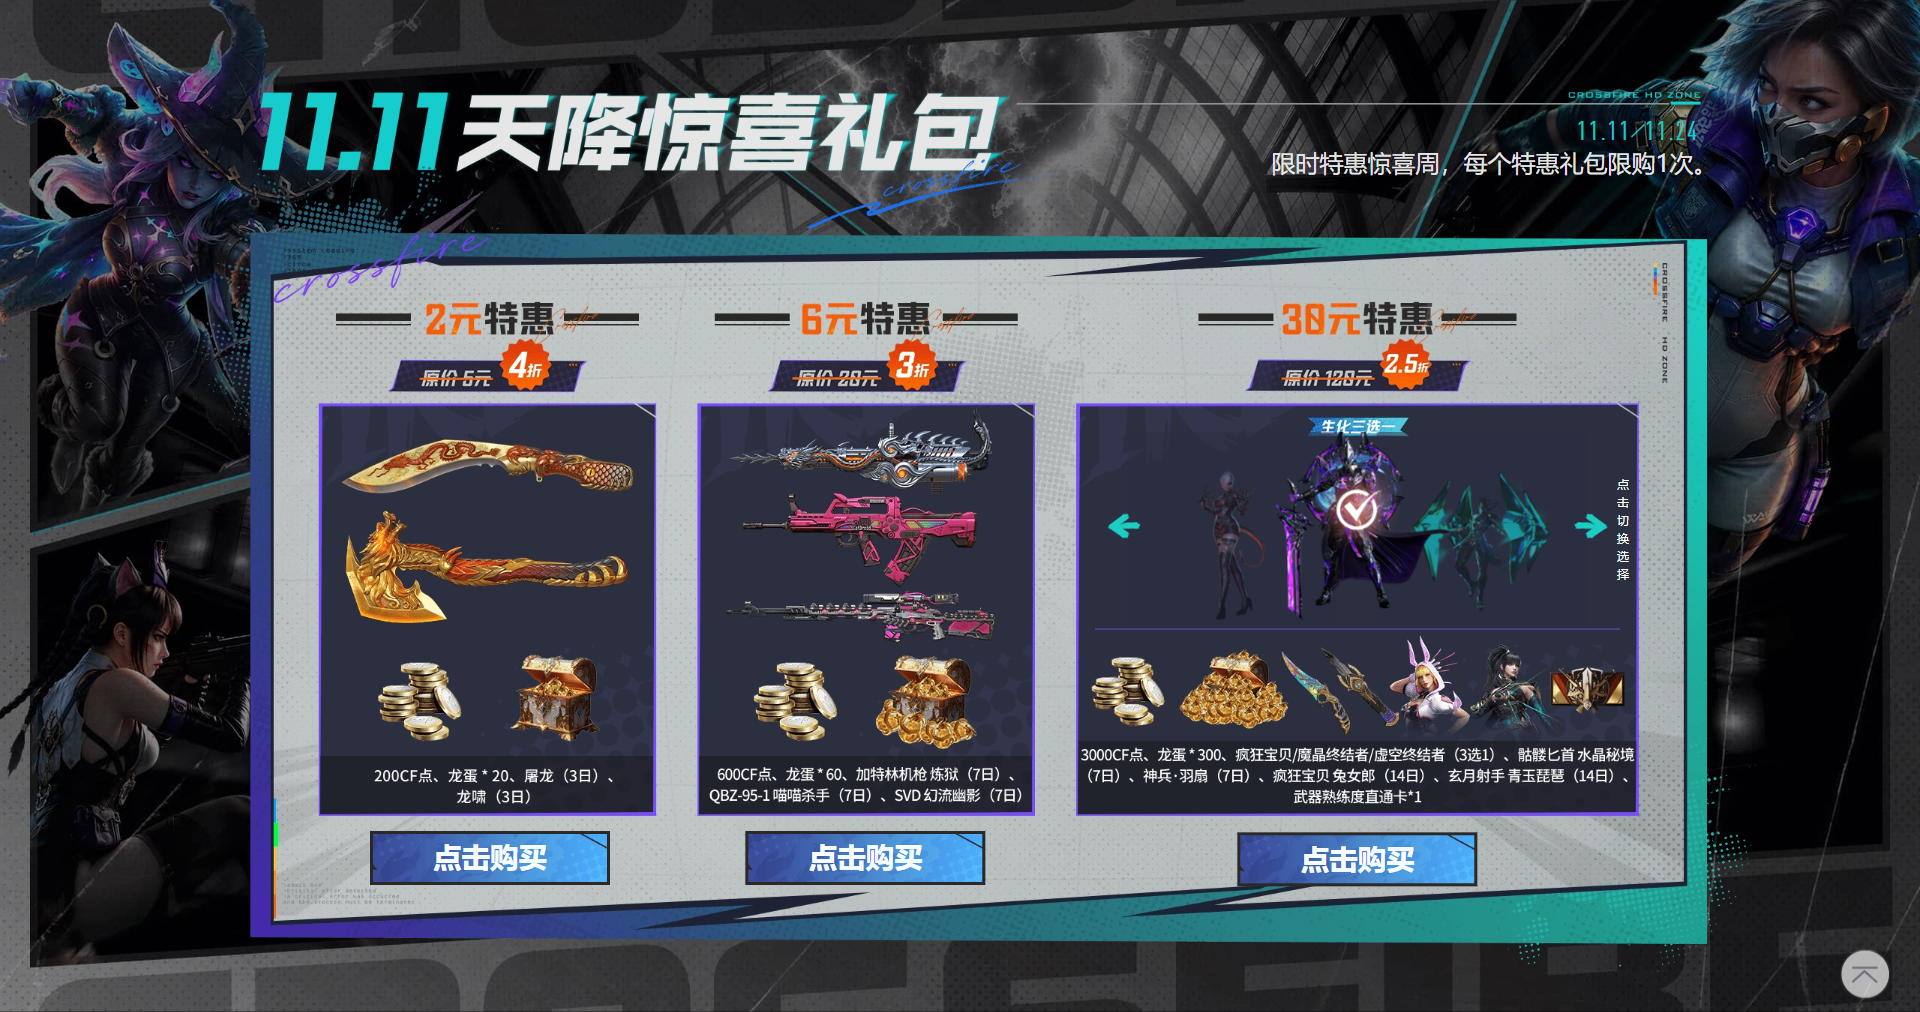 11.11天降惊喜礼包
crossfire
CROSSFIRE HD ZONE
11.11/11.24
限时特惠惊喜周，每个特惠礼包限购1次。
crossfire
CROSSFIRE HD ZONE
2元特惠
原价 5元
4折
200CF点、龙蛋 * 20、屠龙（3日）、
龙啸（3日）
点击购买
6元特惠
原价 20元
3折
600CF点、龙蛋 * 60、加特林机枪 炼狱（7日）、
QBZ-95-1 喵喵杀手（7日）、SVD 幻流幽影（7日）
点击购买
30元特惠
原价 120元
2.5折
生化三选一
点击切换选择
3000CF点、龙蛋 * 300、疯狂宝贝/魔晶终结者/虚空终结者（3选1）、骷髅匕首 水晶秘境
（7日）、神兵·羽扇（7日）、疯狂宝贝 兔女郎（14日）、玄月射手 青玉琵琶（14日）、
武器熟练度直通卡*1
点击购买